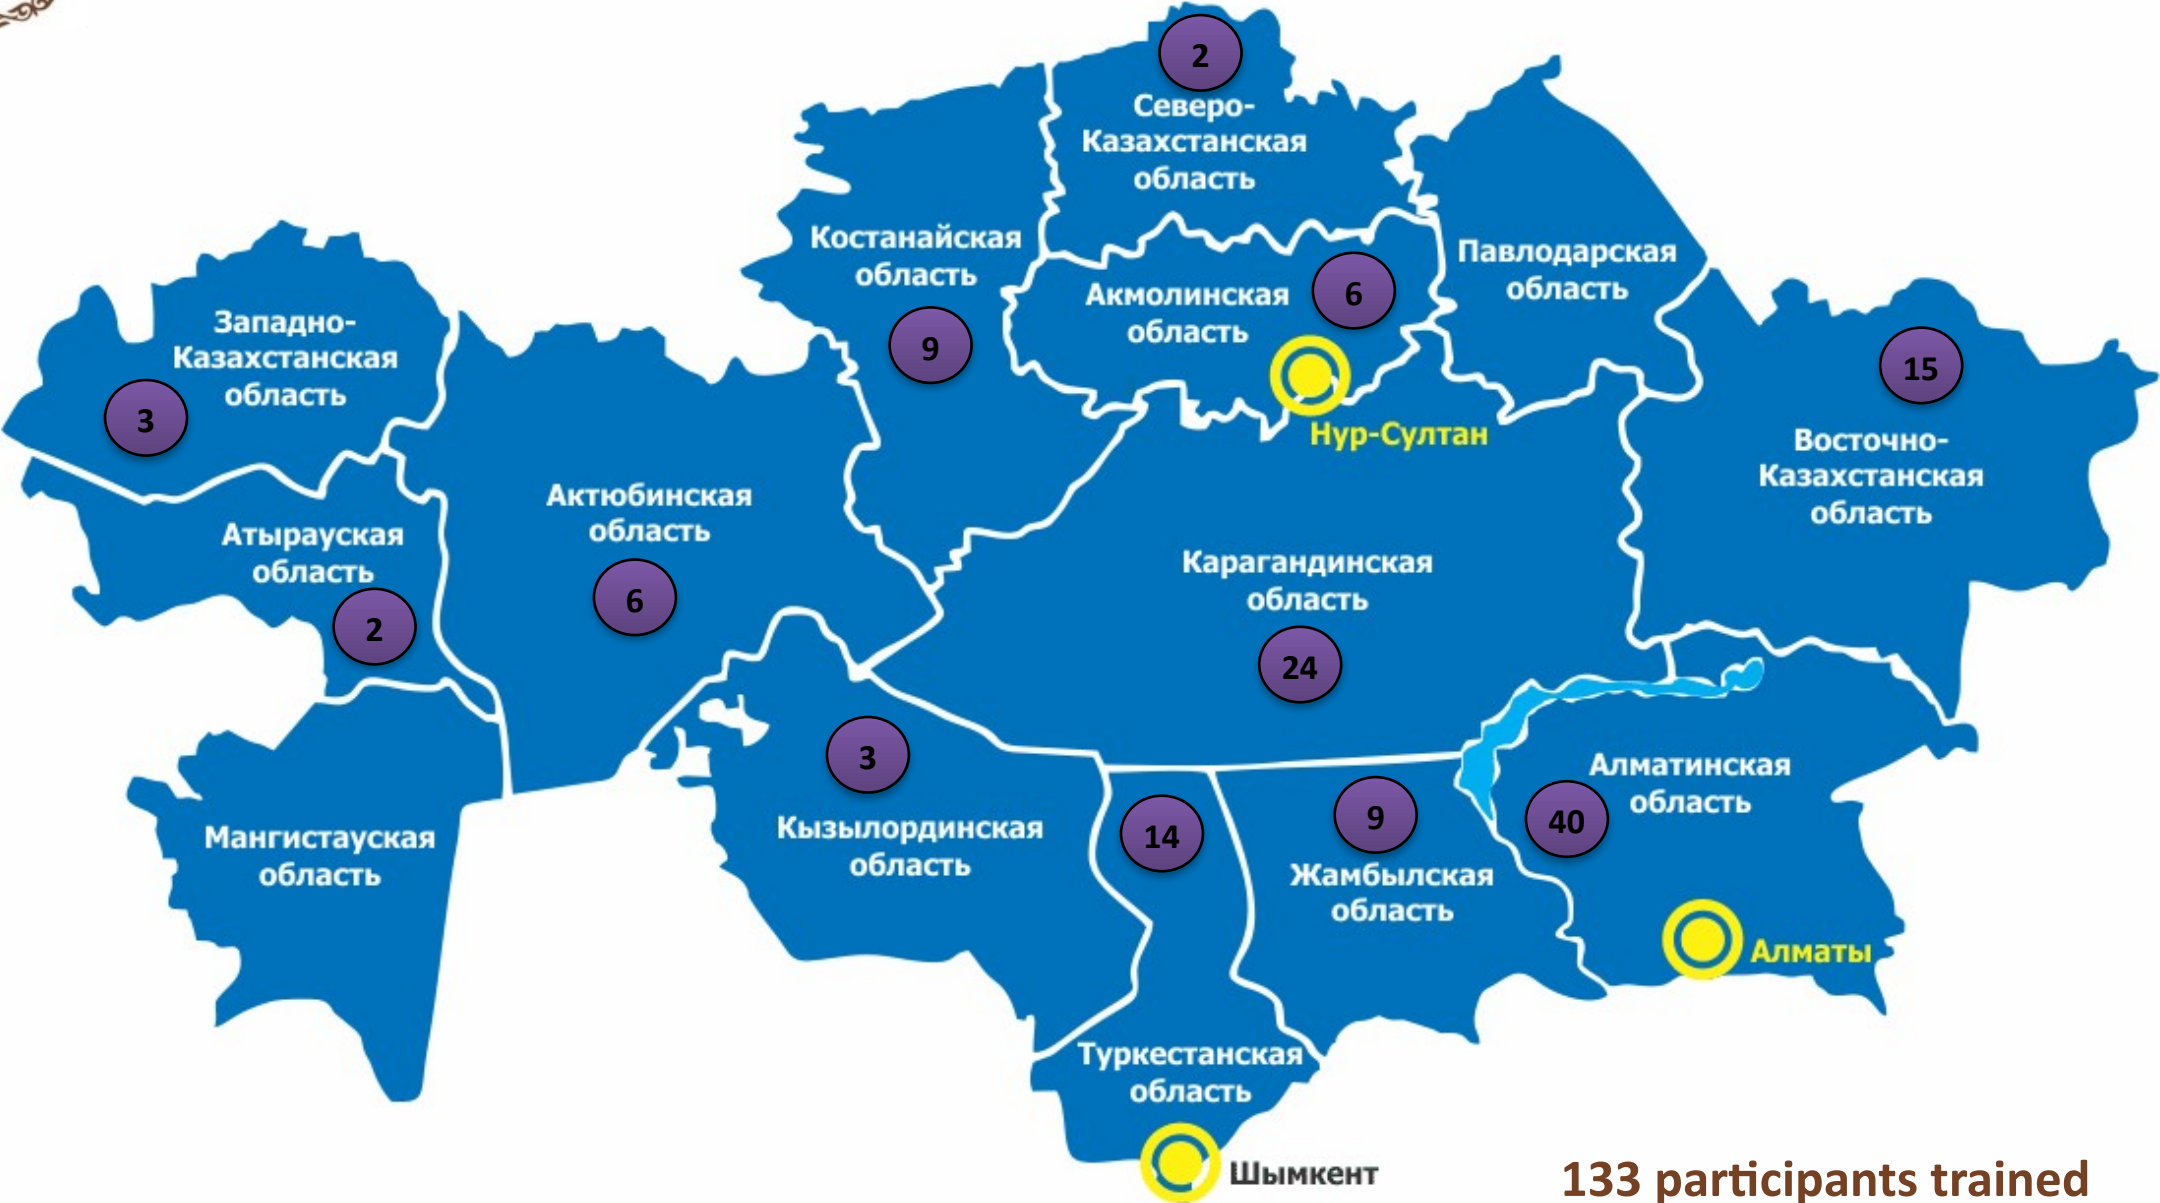 2
Северо-
Казахстанская
область
Костанайская
область
9
Акмолинская
область
6
Нур-Султан
Павлодарская
область
15
Восточно-
Казахстанская
область
Западно-
Казахстанская
область
3
Атырауская
область
2
Актюбинская
область
6
Карагандинская
область
24
Мангистауская
область
3
Кызылординская
область
14
9
Жамбылская
область
40
Алматинская
область
Алматы
Туркестанская
область
Шымкент
133 participants trained